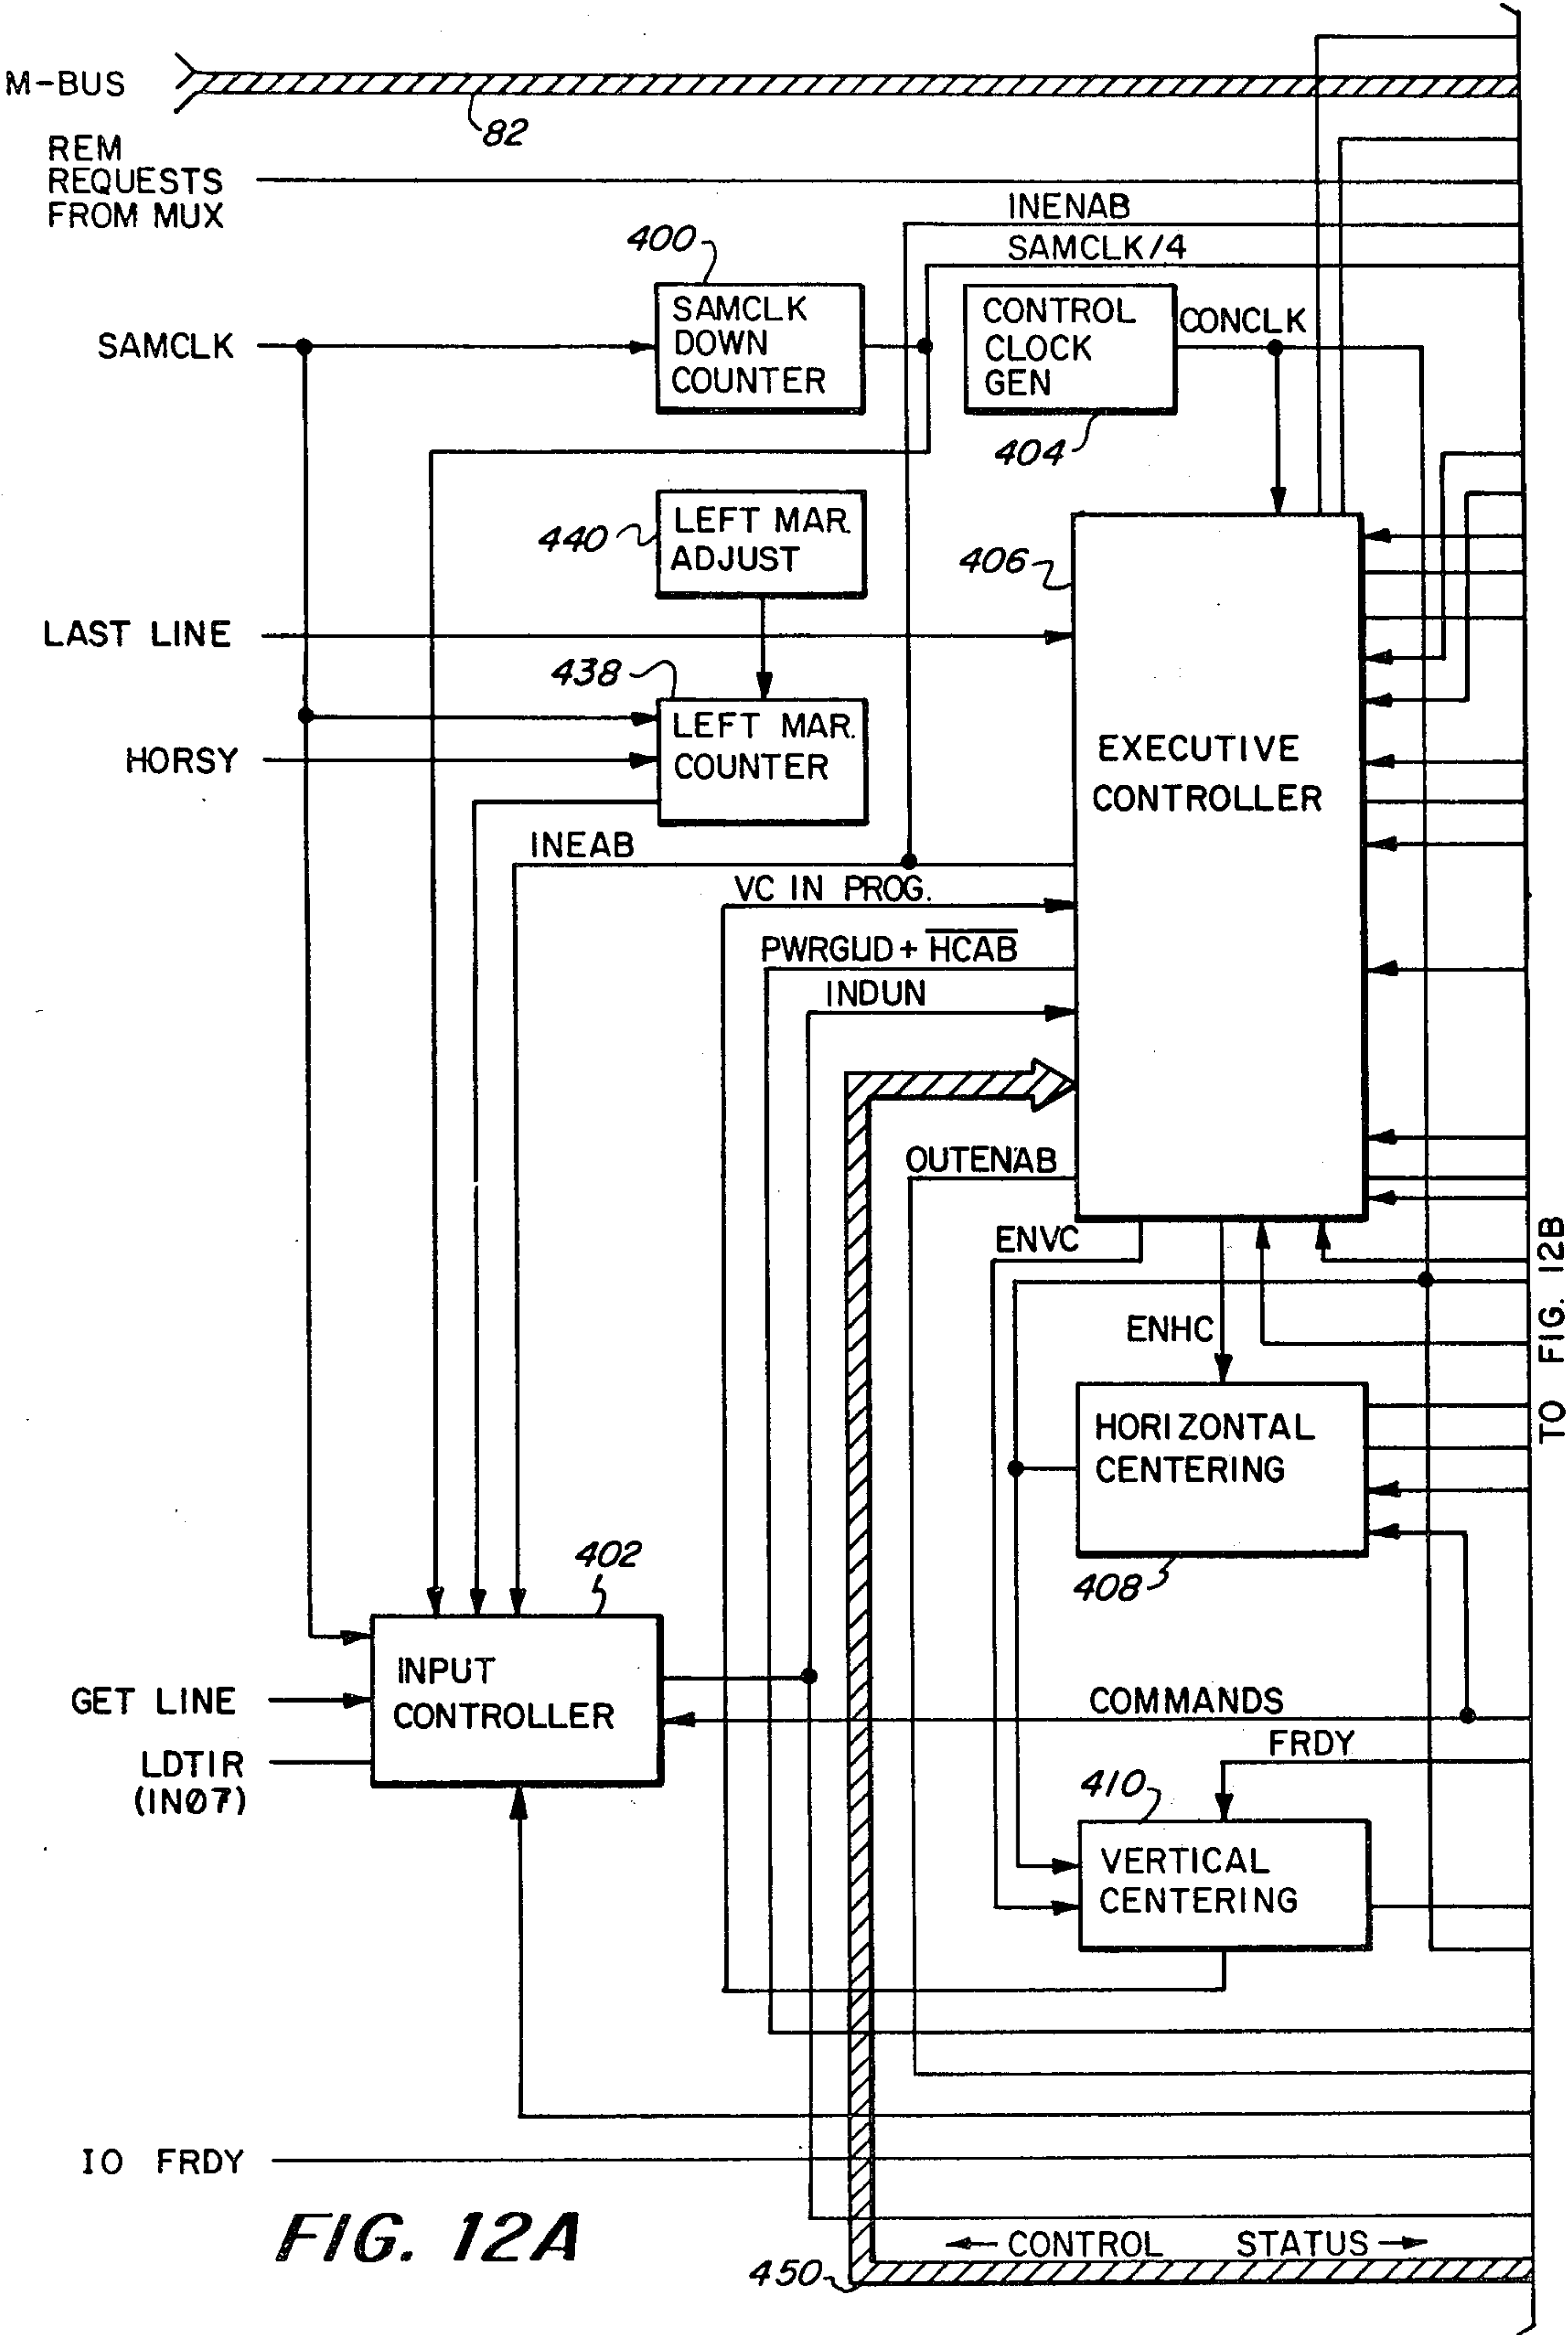 M-BUS
82
REM
REQUESTS
FROM MUX
INENAB
SAMCLK/4
400
SAMCLK
SAMCLK
DOWN
COUNTER
CONTROL
CLOCK
GEN
CONCLK
404
440
LEFT MAR.
ADJUST
406
LAST LINE
438
LEFT MAR.
COUNTER
HORSY
EXECUTIVE
CONTROLLER
INEAB
VC IN PROG.
PWRGUD + HCAB
INDUN
OUTENAB
ENVC
ENHC
TO FIG. 12B
HORIZONTAL
CENTERING
408
402
INPUT
CONTROLLER
GET LINE
LDTIR
(IN07)
COMMANDS
FRDY
410
VERTICAL
CENTERING
IO FRDY
FIG. 12A
← CONTROL STATUS →
450